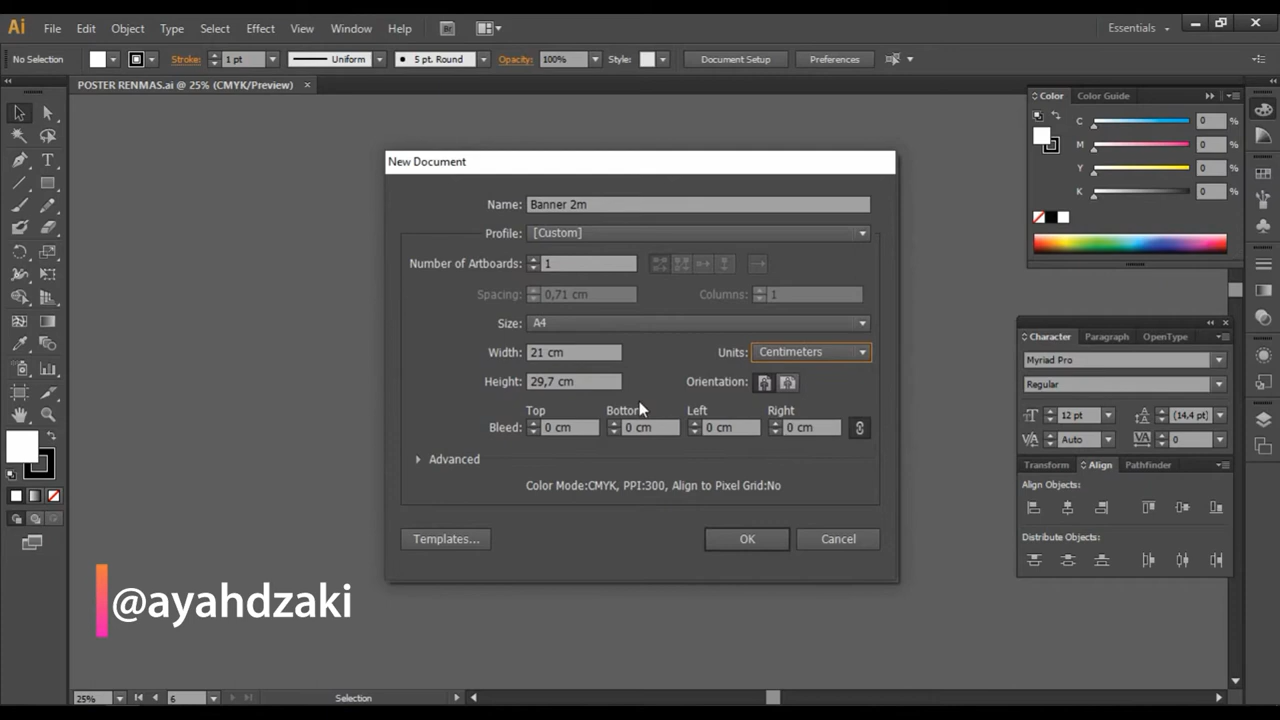 Ai File Edit Object Type Select Effect View Window Help Br Essentials
No Selection Stroke: 1 pt Uniform 5 pt. Round Opacity: 100% Style: Document Setup Preferences
POSTER RENMAS.ai @ 25% (CMYK/Preview) ×
Color Color Guide
C 0 %
M 0 %
Y 0 %
K 0 %
New Document
Name: Banner 2m
Profile: [Custom]
Number of Artboards: 1
Spacing: 0,71 cm Columns: 1
Size: A4
Width: 21 cm Units: Centimeters
Height: 29,7 cm Orientation:
Top Bottom Left Right
Bleed: 0 cm 0 cm 0 cm 0 cm
Advanced
Color Mode:CMYK, PPI:300, Align to Pixel Grid:No
Templates... OK Cancel
Character Paragraph OpenType
Myriad Pro
Regular
12 pt (14,4 pt)
Auto 0
Transform Align Pathfinder
Align Objects:
Distribute Objects:
@ayahdzaki
25% 6 Selection